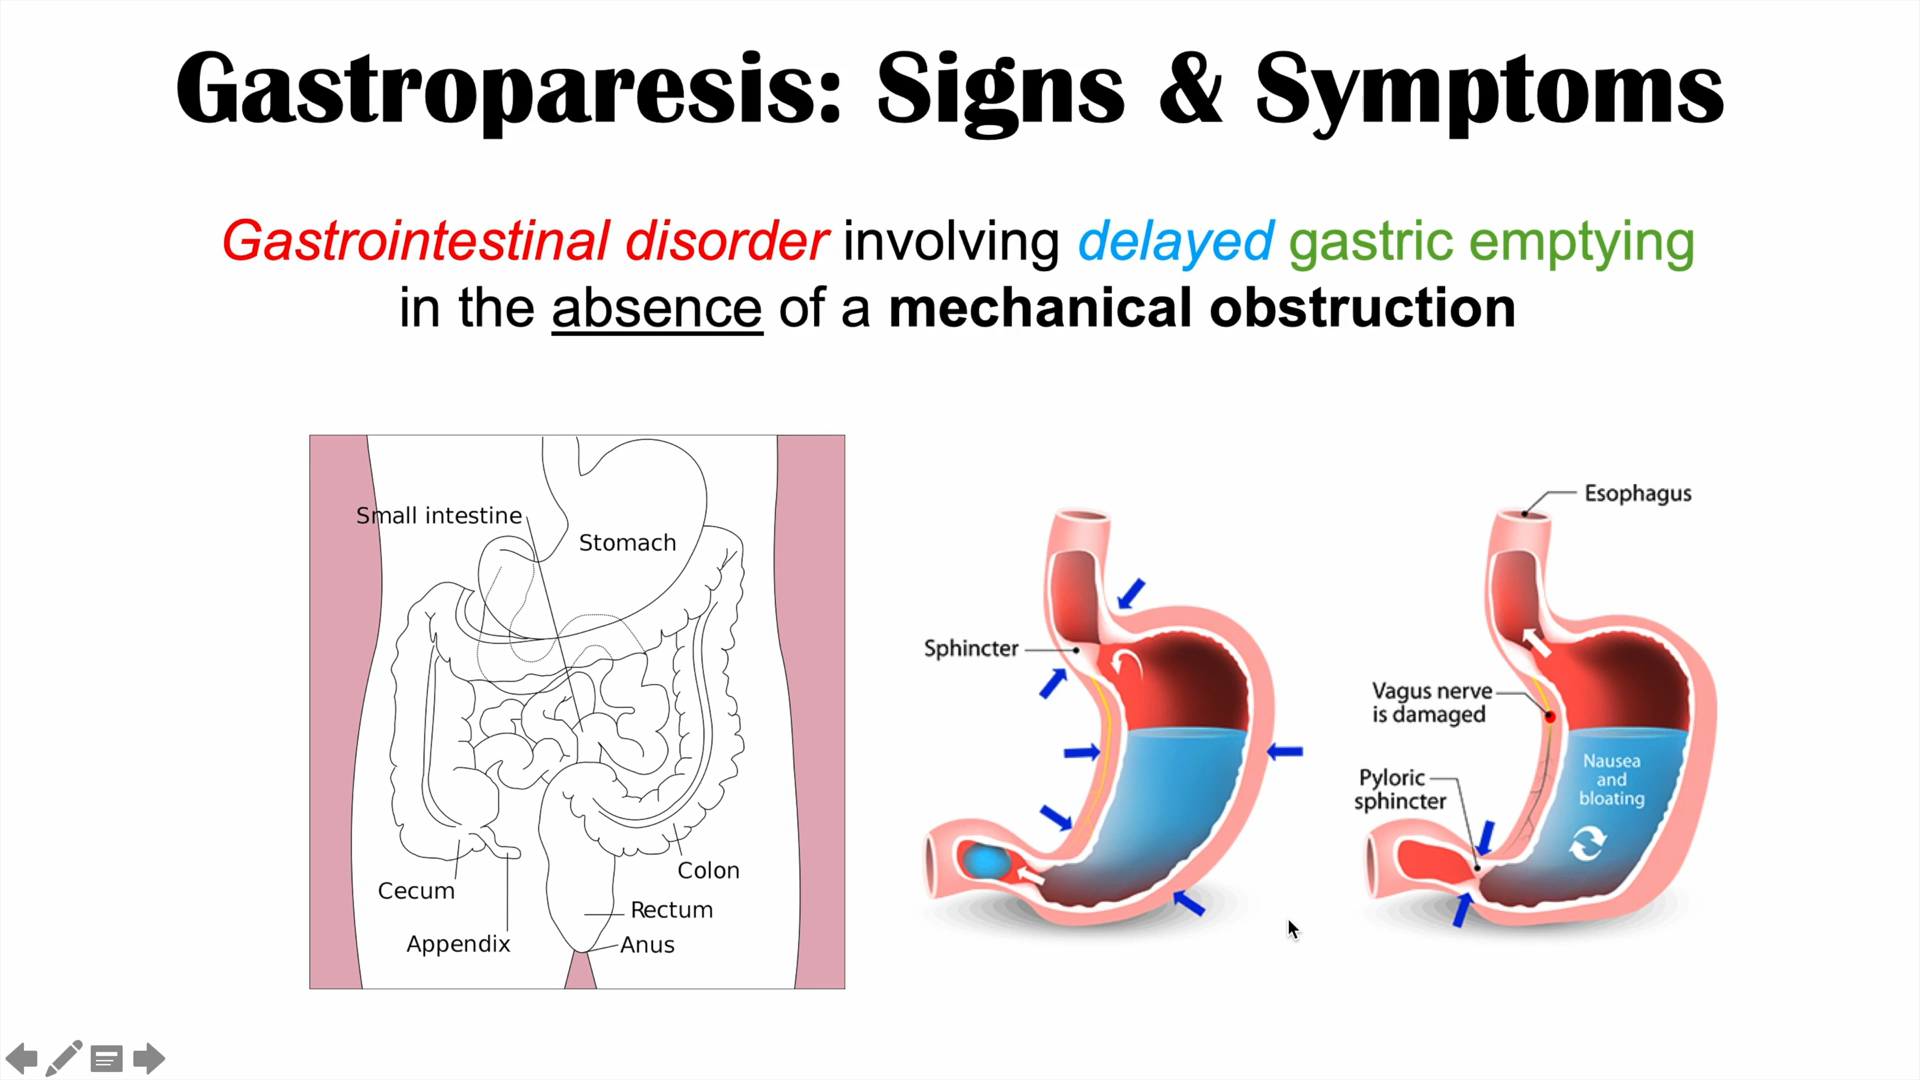 Gastroparesis: Signs & Symptoms
Gastrointestinal disorder involving delayed gastric emptying
in the absence of a mechanical obstruction
Small intestine
Stomach
Cecum
Appendix
Colon
Rectum
Anus
Sphincter
Esophagus
Vagus nerve
is damaged
Pyloric
sphincter
Nausea
and
bloating